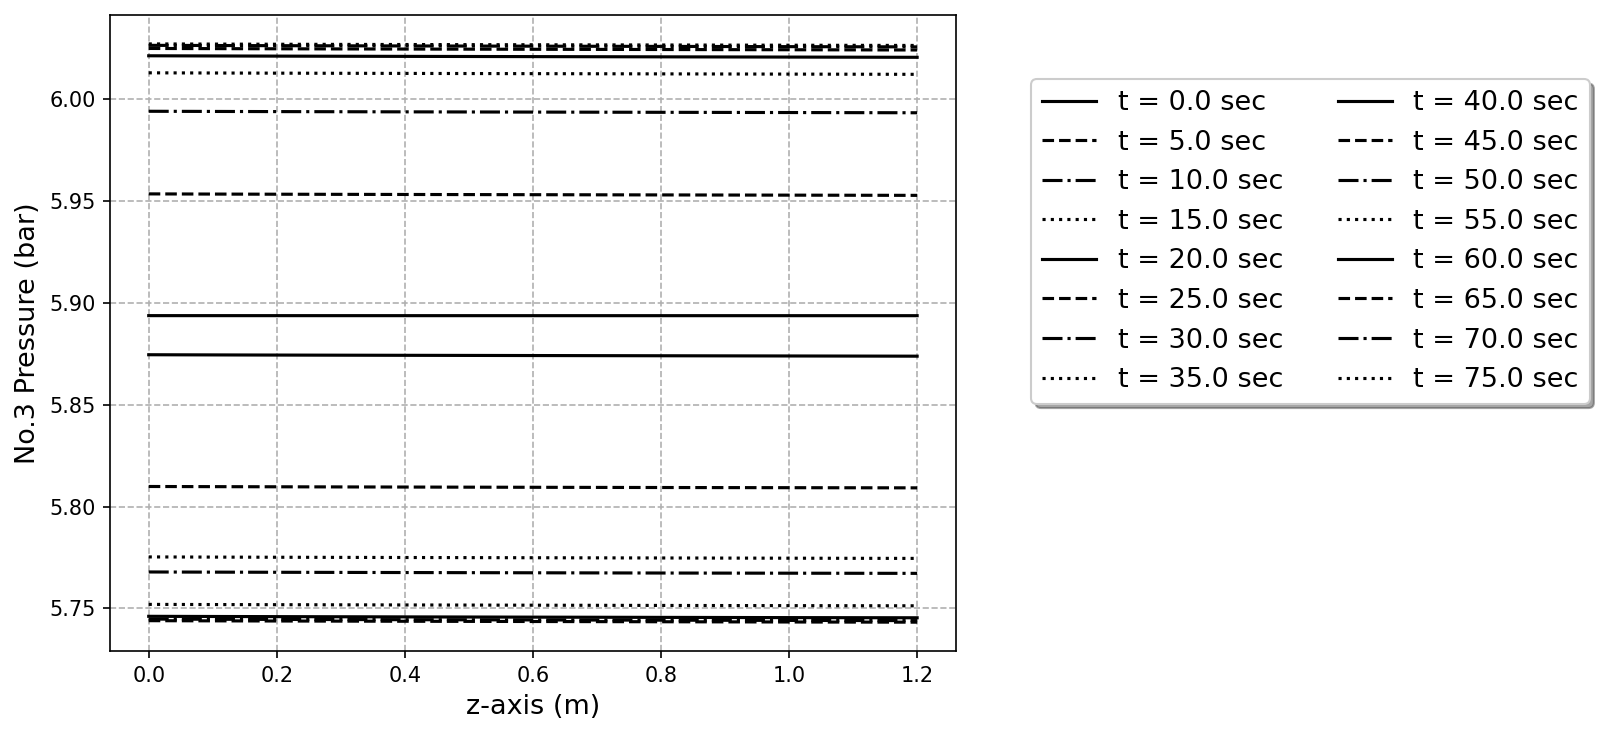 No.3 Pressure (bar)
6.00
5.95
5.90
5.85
5.80
5.75
0.0 0.2 0.4 0.6 0.8 1.0 1.2
z-axis (m)
t = 0.0 sec
t = 5.0 sec
t = 10.0 sec
t = 15.0 sec
t = 20.0 sec
t = 25.0 sec
t = 30.0 sec
t = 35.0 sec
t = 40.0 sec
t = 45.0 sec
t = 50.0 sec
t = 55.0 sec
t = 60.0 sec
t = 65.0 sec
t = 70.0 sec
t = 75.0 sec